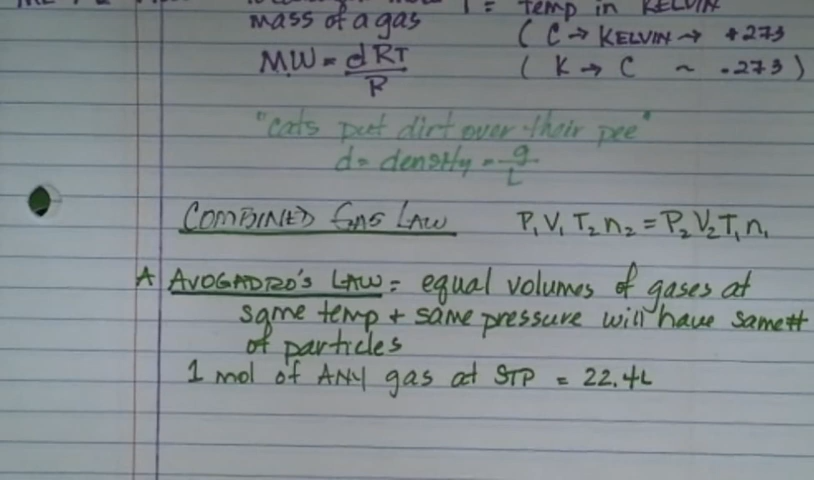 T = temp in KELVIN
mass of a gas
( C → KELVIN → +273
MW = dRT
P
( K → C ~ -273 )
"cats put dirt over their pee"
d = density = g
L
COMBINED GAS LAW P₁V₁T₂n₂ = P₂V₂T₁n₁
A AVOGADRO'S LAW = equal volumes of gases at
same temp + same pressure will have same #
of particles
1 mol of ANY gas at STP = 22.4L